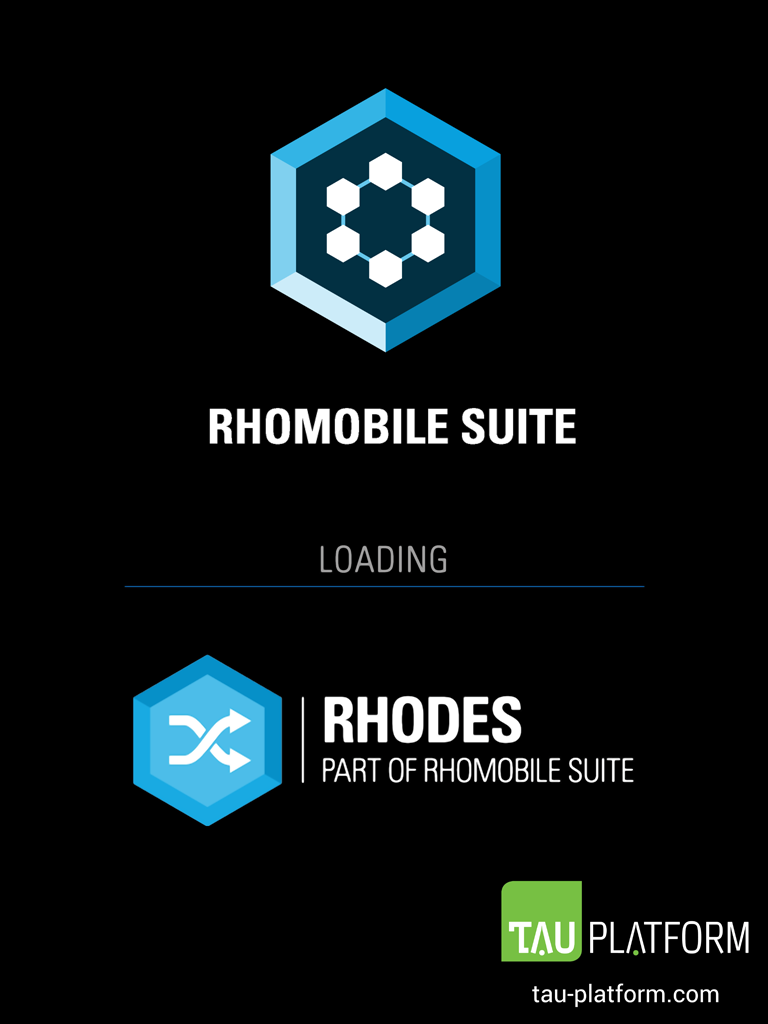 RHOMOBILE SUITE
LOADING
RHODES
PART OF RHOMOBILE SUITE
TAU PLATFORM
tau-platform.com